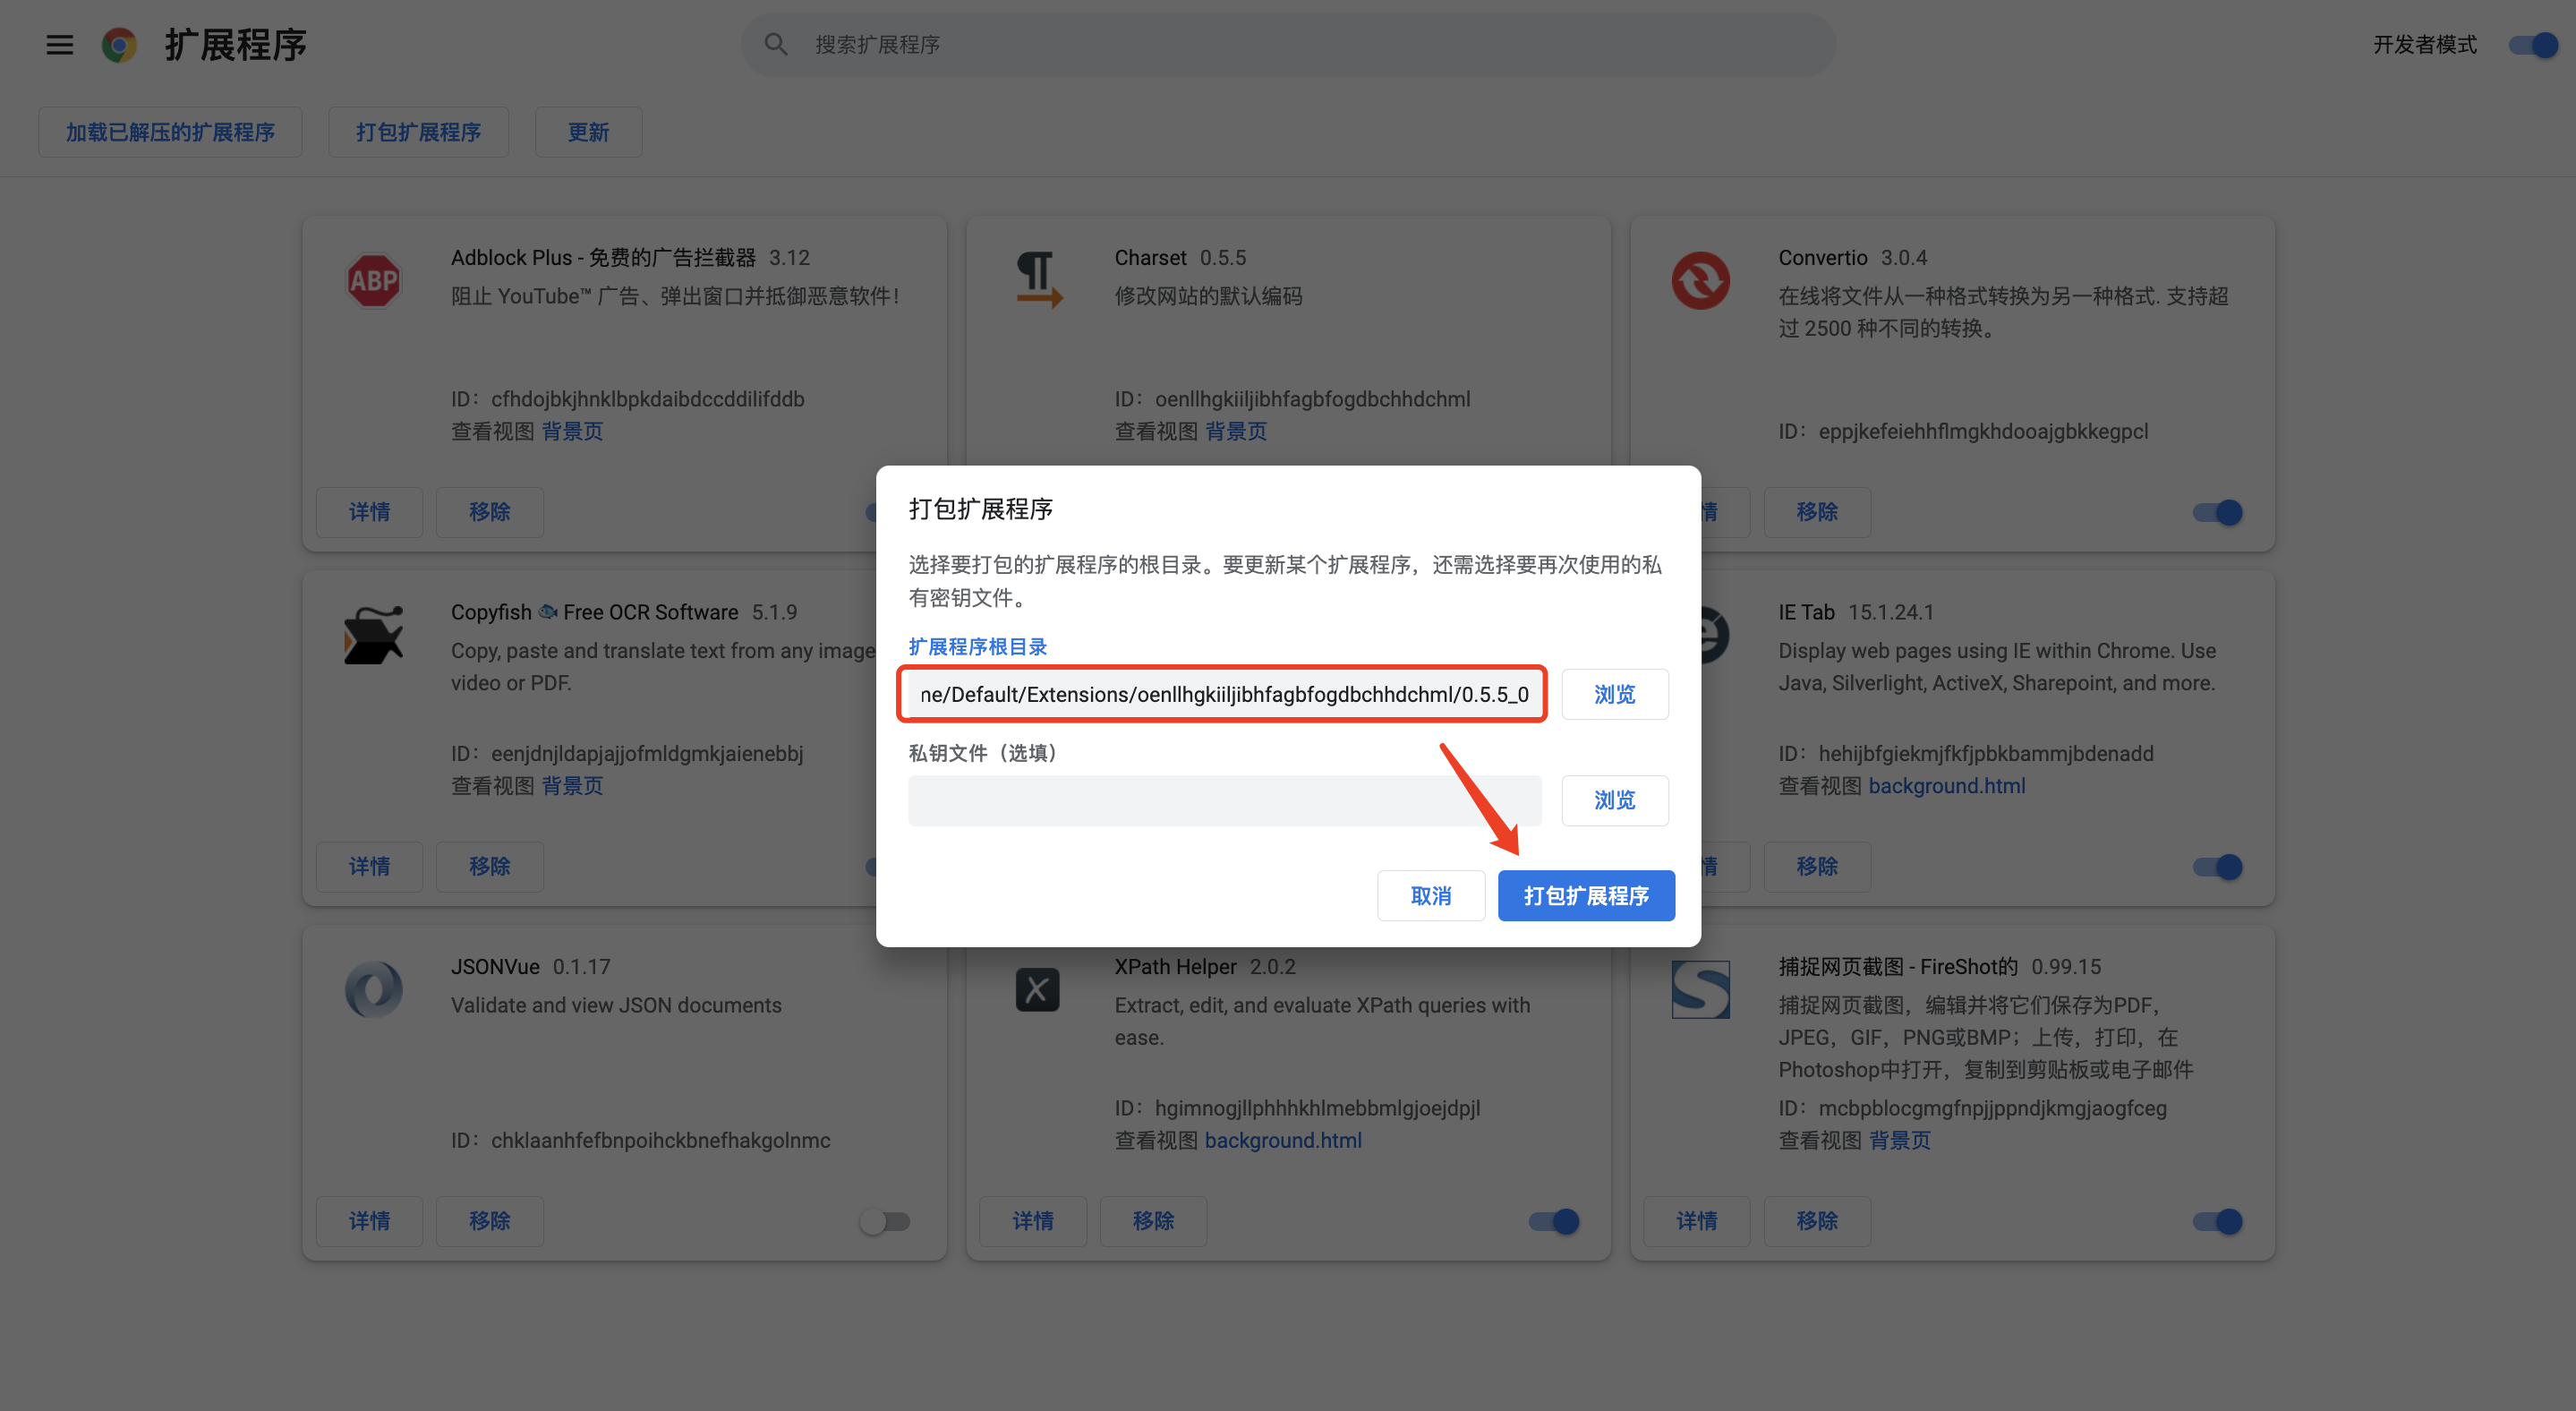 扩展程序
搜索扩展程序
开发者模式
加载已解压的扩展程序
打包扩展程序
更新
ABP
Adblock Plus - 免费的广告拦截器 3.12
阻止 YouTube™ 广告、弹出窗口并抵御恶意软件！
ID：cfhdojbkjhnklbpkdaibdccddilifddb
查看视图 背景页
详情
移除
Charset 0.5.5
修改网站的默认编码
ID：oenllhgkiiljibhfagbfogdbchhdchml
查看视图 背景页
Convertio 3.0.4
在线将文件从一种格式转换为另一种格式. 支持超
过 2500 种不同的转换。
ID：eppjkefeiehhflmgkhdooajgbkkegpcl
情
移除
打包扩展程序
选择要打包的扩展程序的根目录。要更新某个扩展程序，还需选择要再次使用的私
有密钥文件。
扩展程序根目录
ne/Default/Extensions/oenllhgkiiljibhfagbfogdbchhdchml/0.5.5_0
浏览
私钥文件（选填）
浏览
取消
打包扩展程序
Copyfish 🐟 Free OCR Software 5.1.9
Copy, paste and translate text from any image
video or PDF.
ID：eenjdnjldapjajjofmldgmkjaienebbj
查看视图 背景页
详情
移除
IE Tab 15.1.24.1
Display web pages using IE within Chrome. Use
Java, Silverlight, ActiveX, Sharepoint, and more.
ID：hehijbfgiekmjfkfjpbkbammjbdenadd
查看视图 background.html
情
移除
JSONVue 0.1.17
Validate and view JSON documents
ID：chklaanhfefbnpoihckbnefhakgolnmc
详情
移除
XPath Helper 2.0.2
Extract, edit, and evaluate XPath queries with
ease.
ID：hgimnogjllphhhkhlmebbmlgjoejdpjl
查看视图 background.html
详情
移除
捕捉网页截图 - FireShot的 0.99.15
捕捉网页截图，编辑并将它们保存为PDF，
JPEG，GIF，PNG或BMP；上传，打印，在
Photoshop中打开，复制到剪贴板或电子邮件
ID：mcbpblocgmgfnpjjppndjkmgjaogfceg
查看视图 背景页
详情
移除